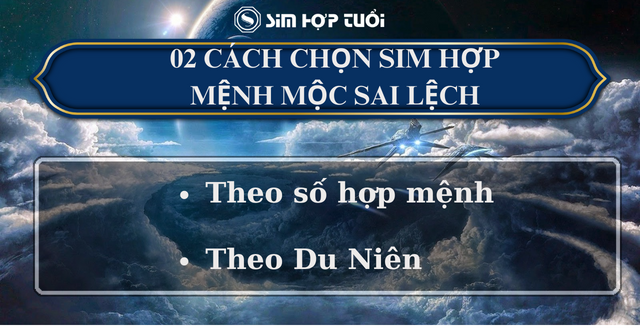 SIM HỢP TUỔI
02 CÁCH CHỌN SIM HỢP
MỆNH MỘC SAI LỆCH
• Theo số hợp mệnh
• Theo Du Niên